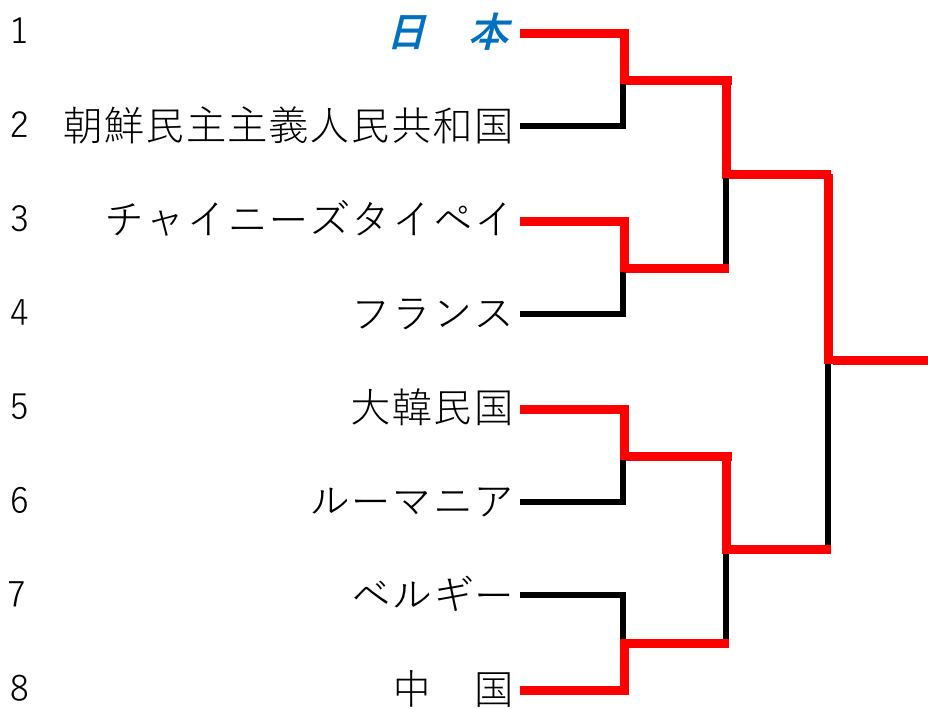 1 日　本
2 朝鮮民主主義人民共和国
3 チャイニーズタイペイ
4 フランス
5 大韓民国
6 ルーマニア
7 ベルギー
8 中　国